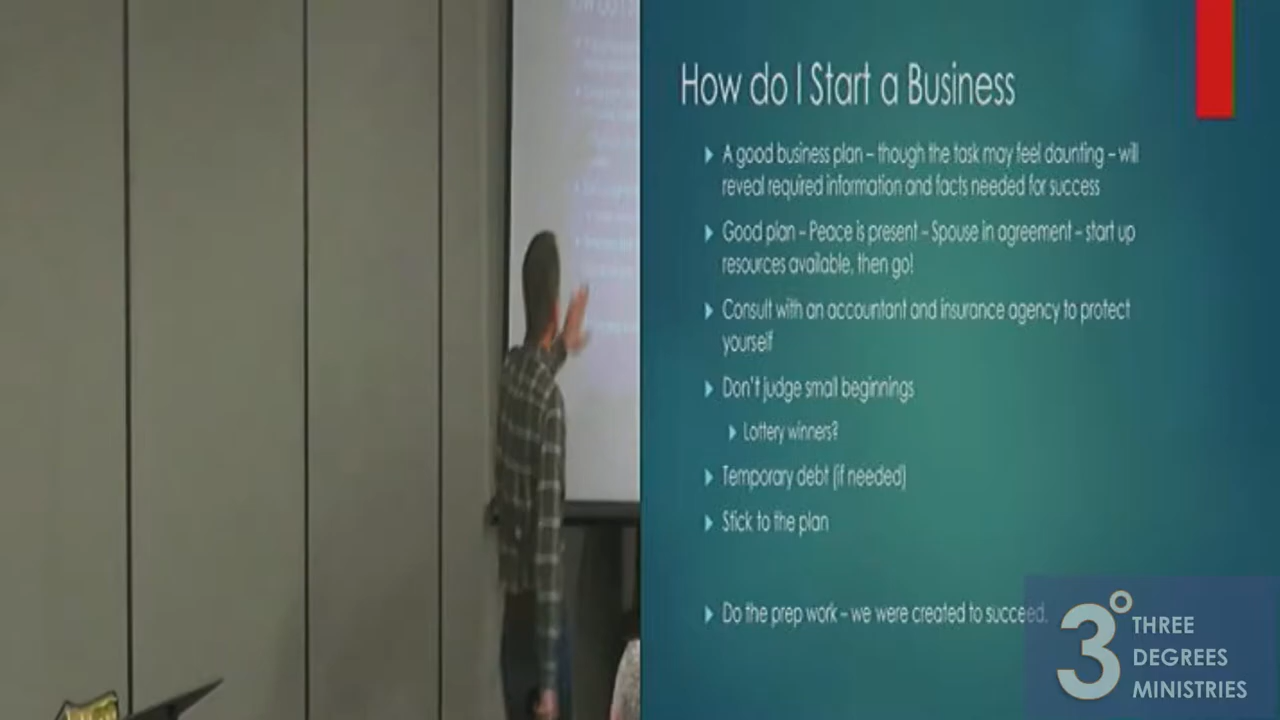 How do I Start a Business
A good business plan – though the task may feel daunting – will
reveal required information and facts needed for success
Good plan – Peace is present – Spouse in agreement – start up
resources available, then go!
Consult with an accountant and insurance agency to protect
yourself
Don't judge small beginnings
Lottery winners?
Temporary debt (if needed)
Stick to the plan
Do the prep work – we were created to succeed.
3°
THREE
DEGREES
MINISTRIES